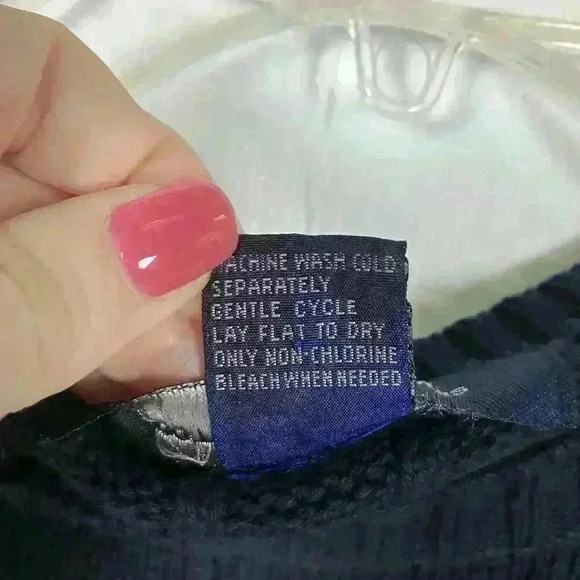 MACHINE WASH COLD
SEPARATELY
GENTLE CYCLE
LAY FLAT TO DRY
ONLY NON-CHLORINE
BLEACH WHEN NEEDED